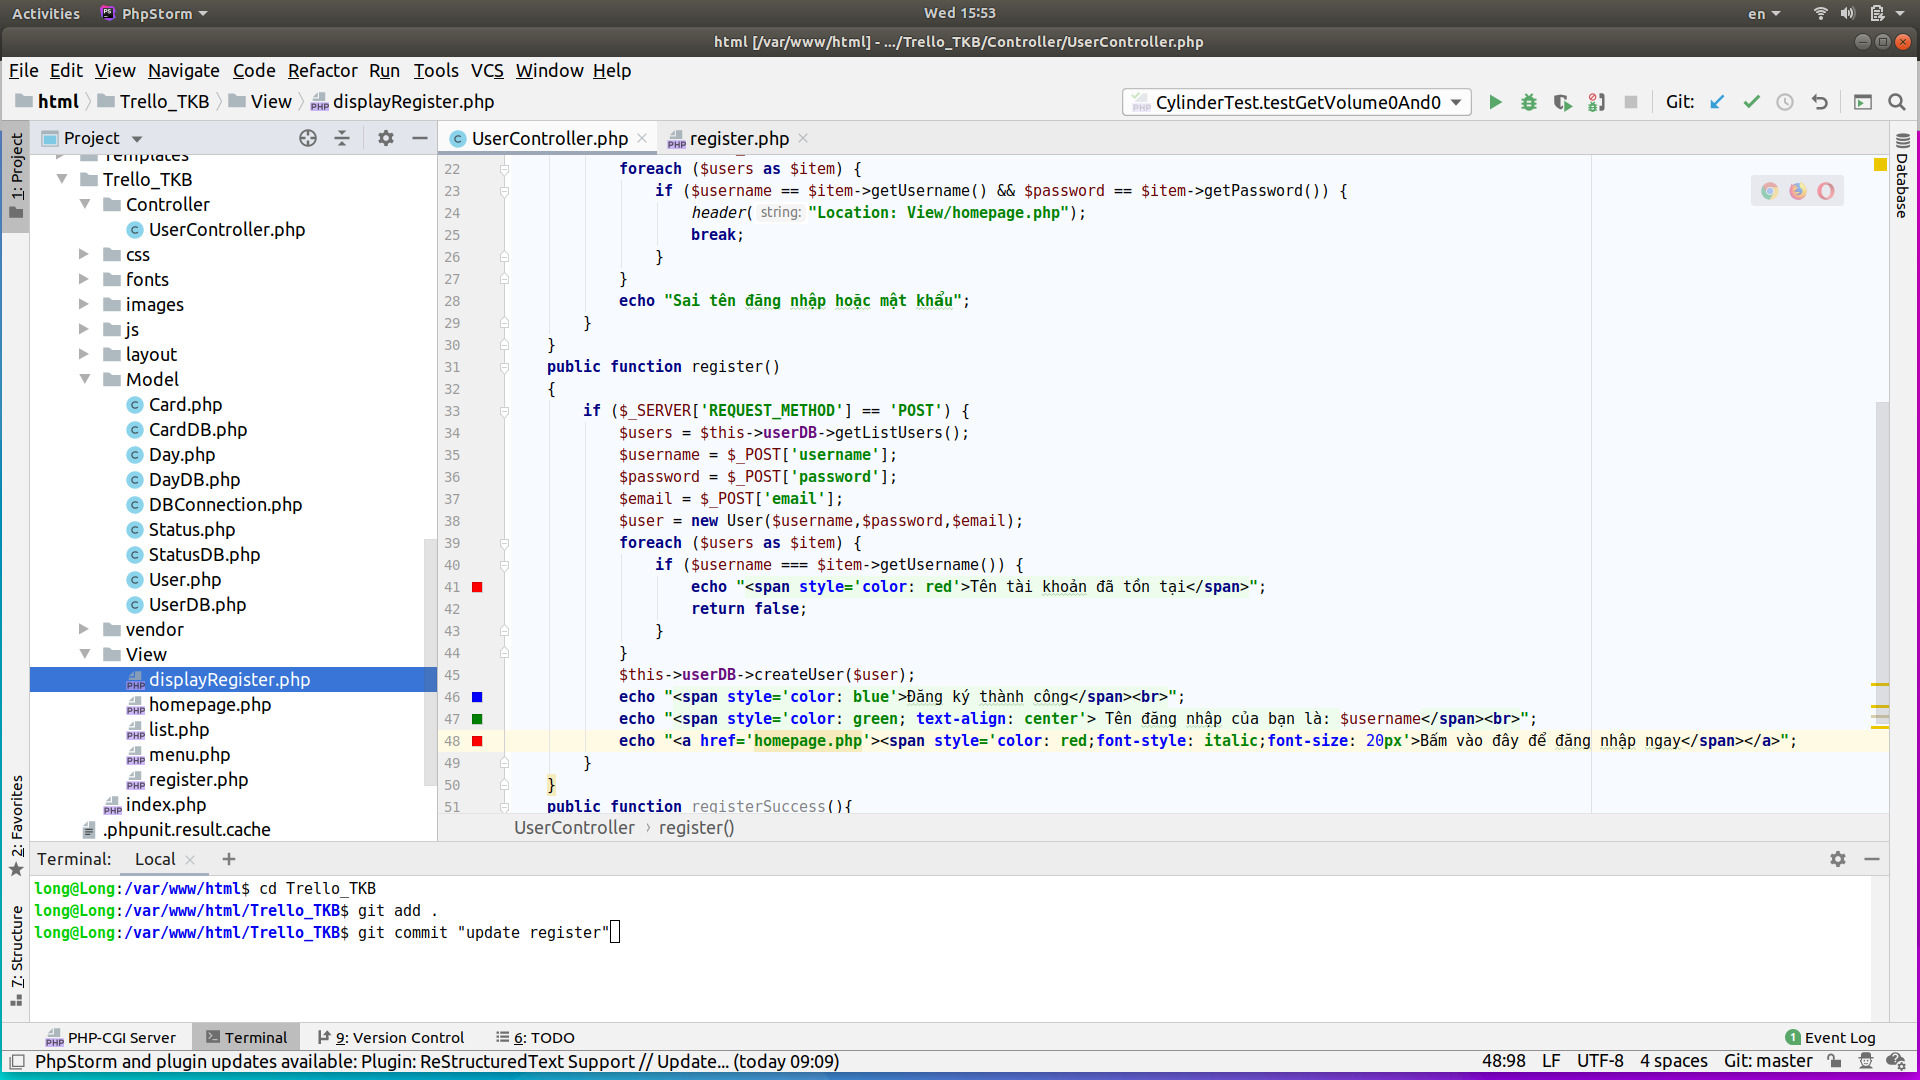 Activities PhpStorm Wed 15:53 en
html [/var/www/html] - .../Trello_TKB/Controller/UserController.php
File Edit View Navigate Code Refactor Run Tools VCS Window Help
html Trello_TKB View displayRegister.php CylinderTest.testGetVolume0And0 Git:
1: Project
2: Favorites
7: Structure
Database
Project
Templates
Trello_TKB
Controller
UserController.php
css
fonts
images
js
layout
Model
Card.php
CardDB.php
Day.php
DayDB.php
DBConnection.php
Status.php
StatusDB.php
User.php
UserDB.php
vendor
View
displayRegister.php
homepage.php
list.php
menu.php
register.php
index.php
.phpunit.result.cache
UserController.php register.php
22 foreach ($users as $item) {
23 if ($username == $item->getUsername() && $password == $item->getPassword()) {
24 header( string: "Location: View/homepage.php");
25 break;
26 }
27 }
28 echo "Sai tên đăng nhập hoặc mật khẩu";
29 }
30 }
31 public function register()
32 {
33 if ($_SERVER['REQUEST_METHOD'] == 'POST') {
34 $users = $this->userDB->getListUsers();
35 $username = $_POST['username'];
36 $password = $_POST['password'];
37 $email = $_POST['email'];
38 $user = new User($username,$password,$email);
39 foreach ($users as $item) {
40 if ($username === $item->getUsername()) {
41 echo "<span style='color: red'>Tên tài khoản đã tồn tại</span>";
42 return false;
43 }
44 }
45 $this->userDB->createUser($user);
46 echo "<span style='color: blue'>Đăng ký thành công</span><br>";
47 echo "<span style='color: green; text-align: center'> Tên đăng nhập của bạn là: $username</span><br>";
48 echo "<a href='homepage.php'><span style='color: red;font-style: italic;font-size: 20px'>Bấm vào đây để đăng nhập ngay</span></a>";
49 }
50 }
51 public function registerSuccess(){
UserController › register()
Terminal: Local +
long@Long:/var/www/html$ cd Trello_TKB
long@Long:/var/www/html/Trello_TKB$ git add .
long@Long:/var/www/html/Trello_TKB$ git commit "update register"
PHP-CGI Server Terminal 9: Version Control 6: TODO 1 Event Log
PhpStorm and plugin updates available: Plugin: ReStructuredText Support // Update... (today 09:09) 48:98 LF UTF-8 4 spaces Git: master